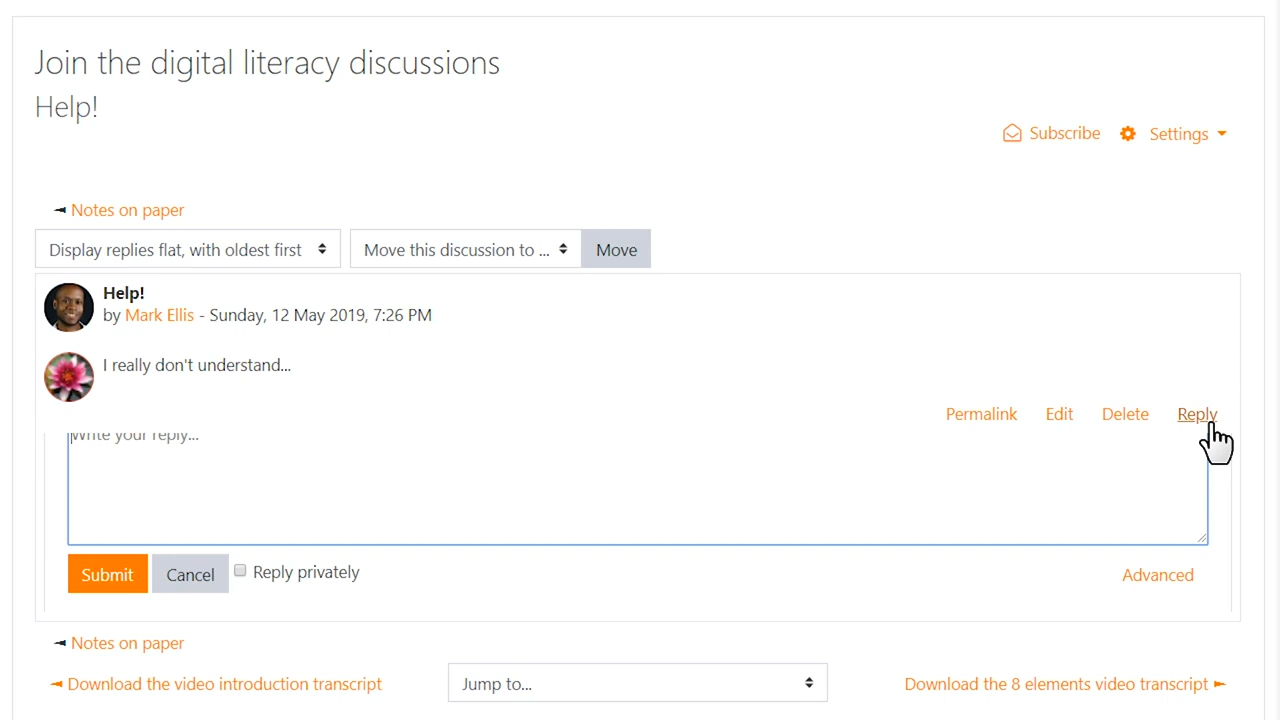 Join the digital literacy discussions
Help!
Subscribe Settings
Notes on paper
Display replies flat, with oldest first Move this discussion to ... Move
Help!
by Mark Ellis - Sunday, 12 May 2019, 7:26 PM
I really don't understand...
Permalink Edit Delete Reply
Write your reply...
Submit Cancel Reply privately Advanced
Notes on paper
Download the video introduction transcript Jump to... Download the 8 elements video transcript